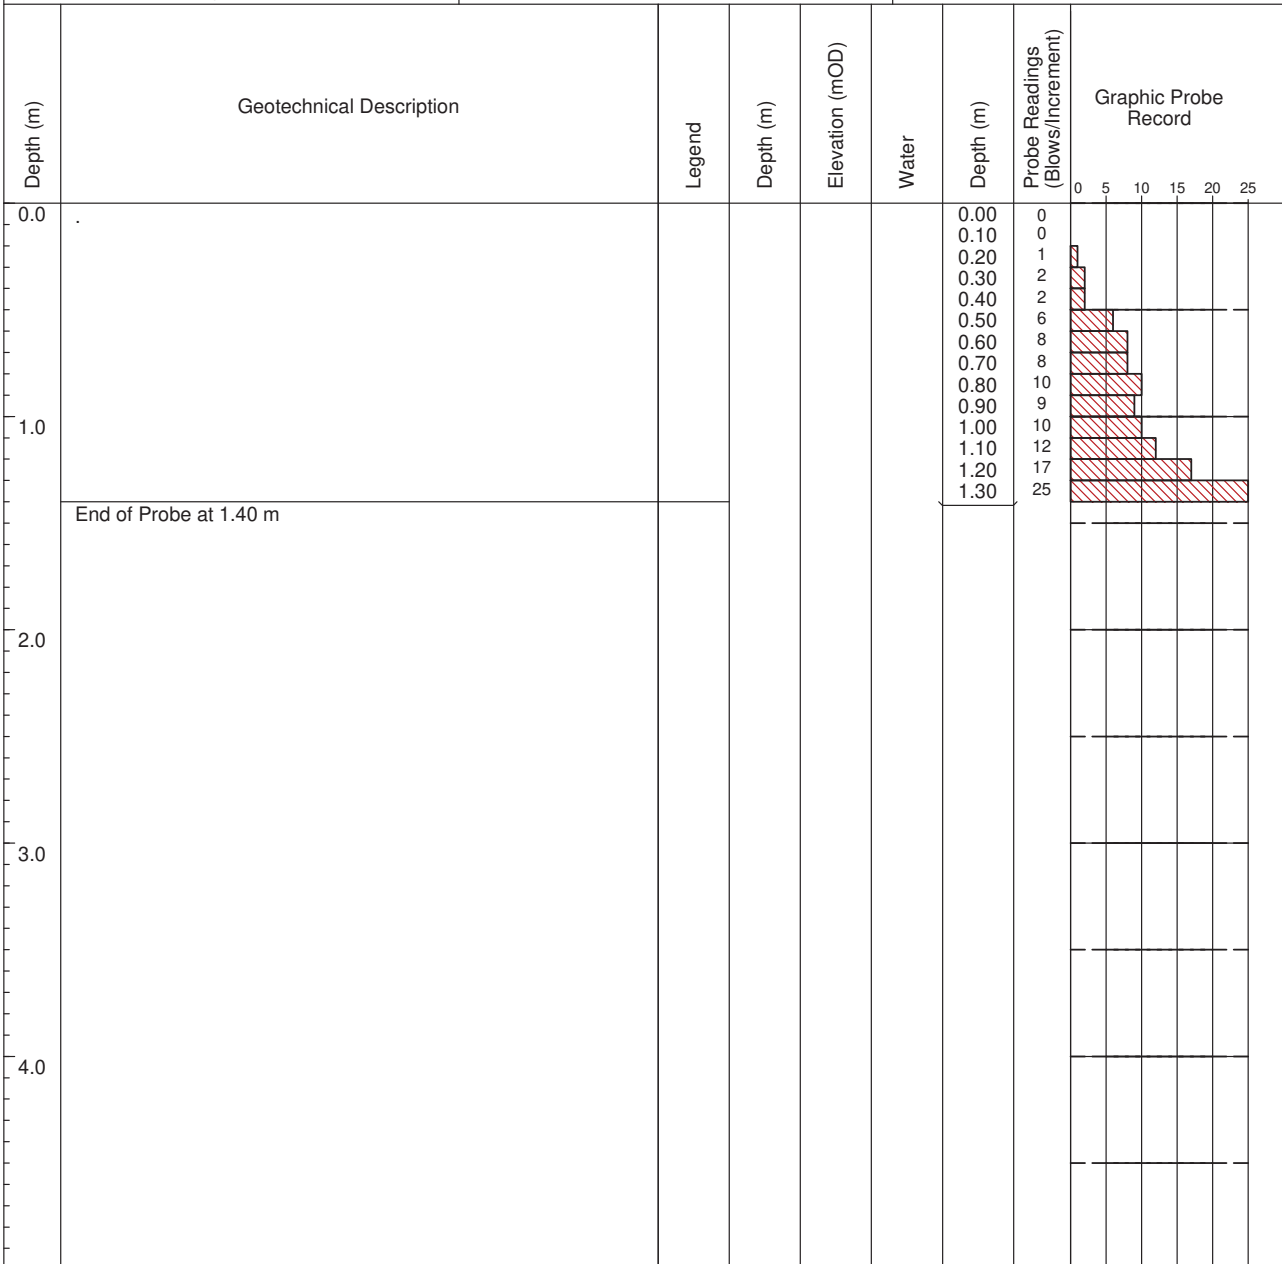 Depth (m)
Geotechnical Description
Legend
Depth (m)
Elevation (mOD)
Water
Depth (m)
Probe Readings
(Blows/Increment)
Graphic Probe
Record
0 5 10 15 20 25
0.0 . 0.00 0
0.10 0
0.20 1
0.30 2
0.40 2
0.50 6
0.60 8
0.70 8
0.80 10
0.90 9
1.0 1.00 10
1.10 12
1.20 17
1.30 25
End of Probe at 1.40 m
2.0
3.0
4.0